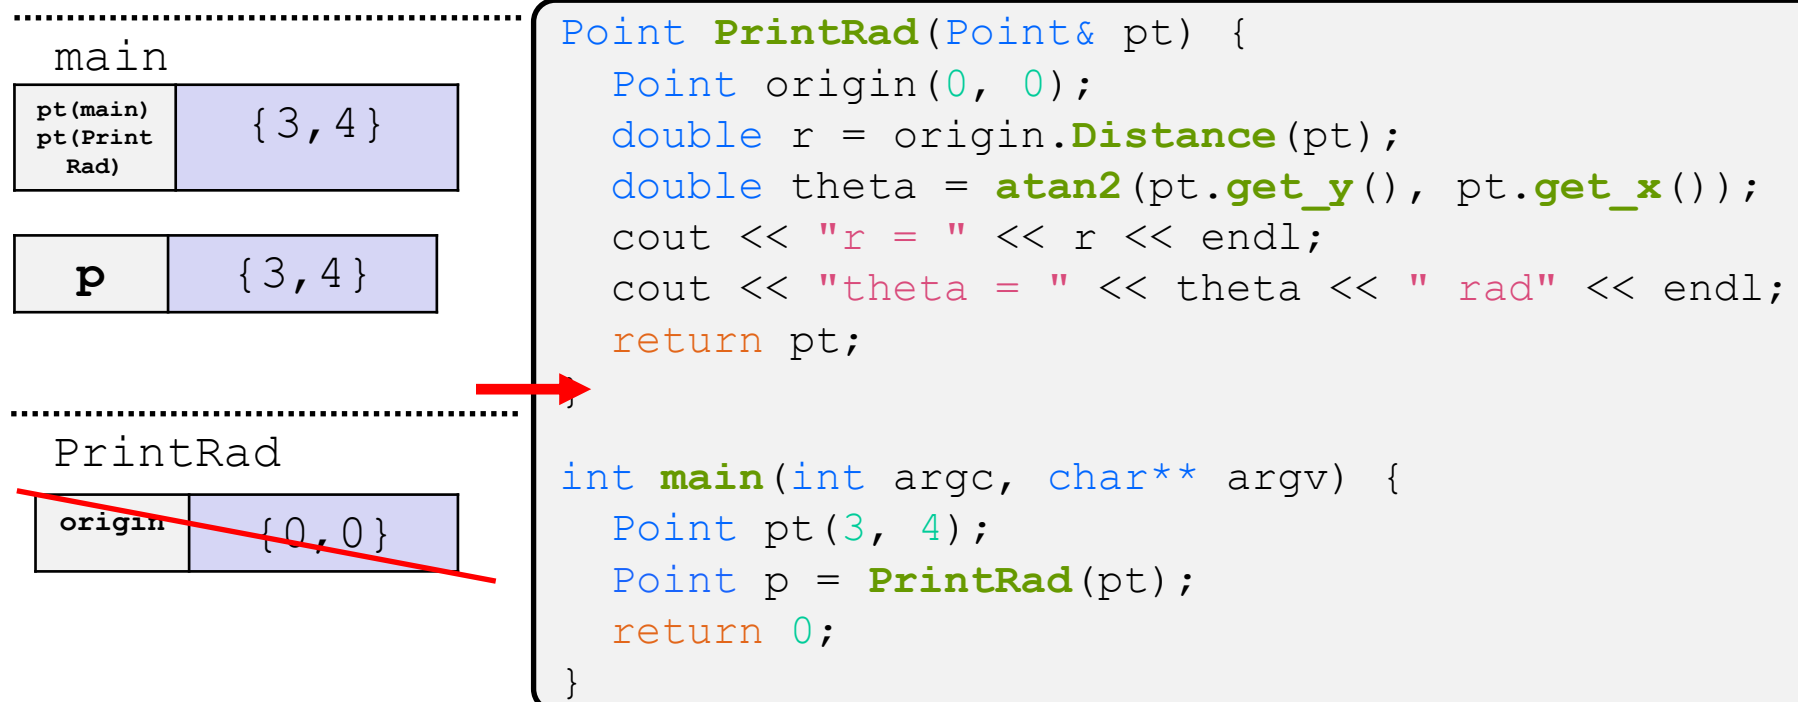 main
pt(main)
pt(Print
Rad)
{3,4}
p
{3,4}
PrintRad
origin
{0,0}
Point PrintRad(Point& pt) {
  Point origin(0, 0);
  double r = origin.Distance(pt);
  double theta = atan2(pt.get_y(), pt.get_x());
  cout << "r = " << r << endl;
  cout << "theta = " << theta << " rad" << endl;
  return pt;
}
int main(int argc, char** argv) {
  Point pt(3, 4);
  Point p = PrintRad(pt);
  return 0;
}